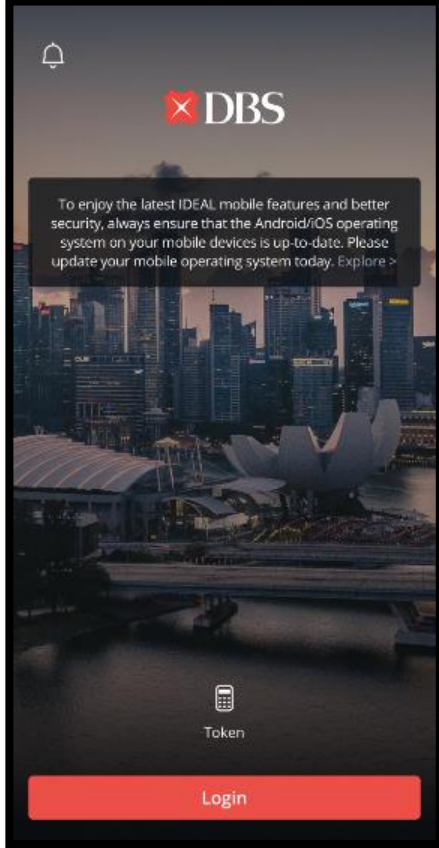 DBS
To enjoy the latest IDEAL mobile features and better
security, always ensure that the Android/iOS operating
system on your mobile devices is up-to-date. Please
update your mobile operating system today. Explore >
Token
Login